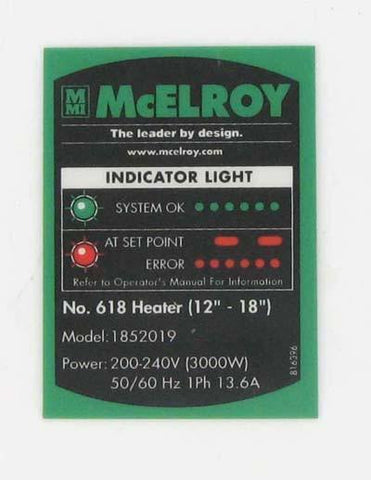 M
MI
McELROY
The leader by design.
www.mcelroy.com
INDICATOR LIGHT
SYSTEM OK
AT SET POINT
ERROR
Refer to Operator's Manual For Information
No. 618 Heater (12" - 18")
Model: 1852019
Power: 200-240V (3000W)
50/60 Hz 1Ph 13.6A
816396